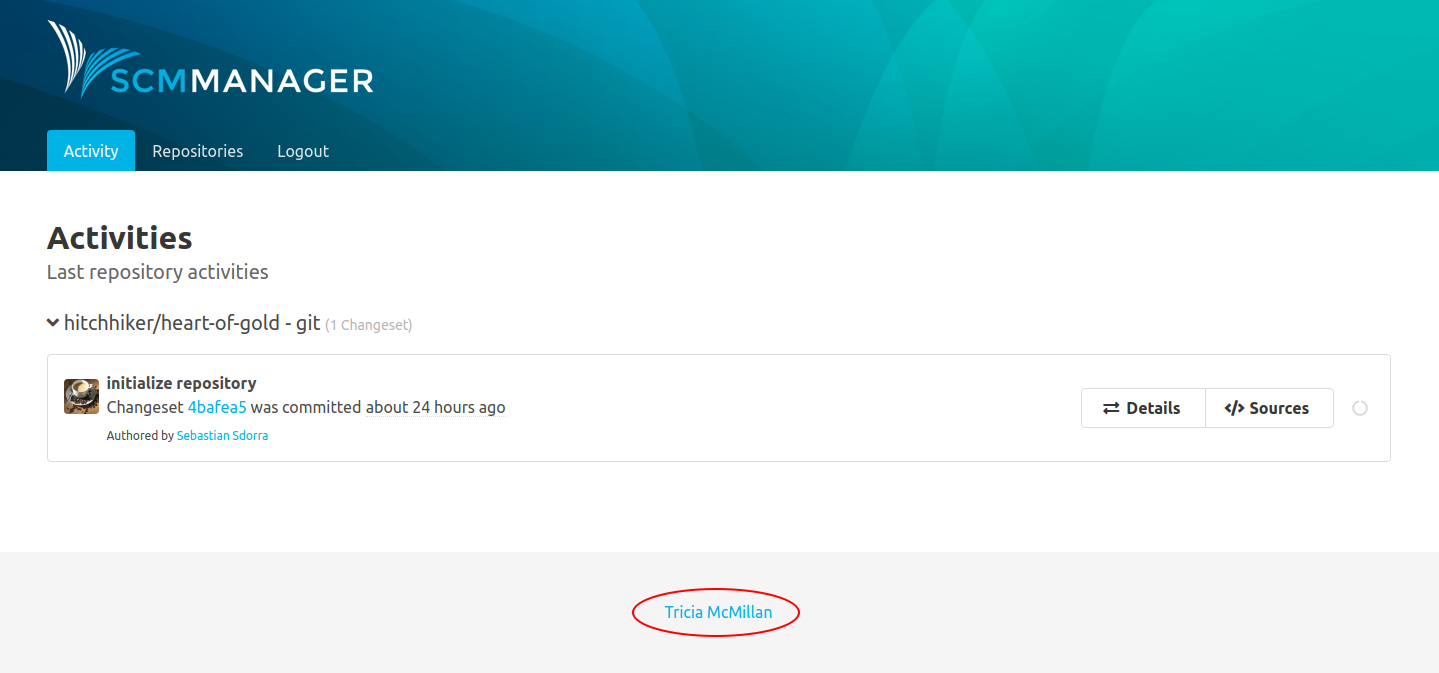 SCMMANAGER
Activity Repositories Logout
Activities
Last repository activities
hitchhiker/heart-of-gold - git (1 Changeset)
initialize repository
Changeset 4bafea5 was committed about 24 hours ago
Authored by Sebastian Sdorra
Details </> Sources
Tricia McMillan